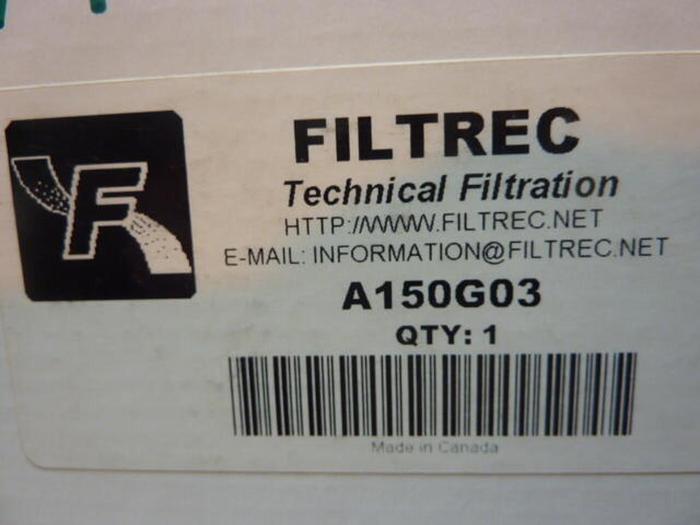 FILTREC
Technical Filtration
HTTP://WWW.FILTREC.NET
E-MAIL: INFORMATION@FILTREC.NET
A150G03
QTY: 1
Made in Canada
F